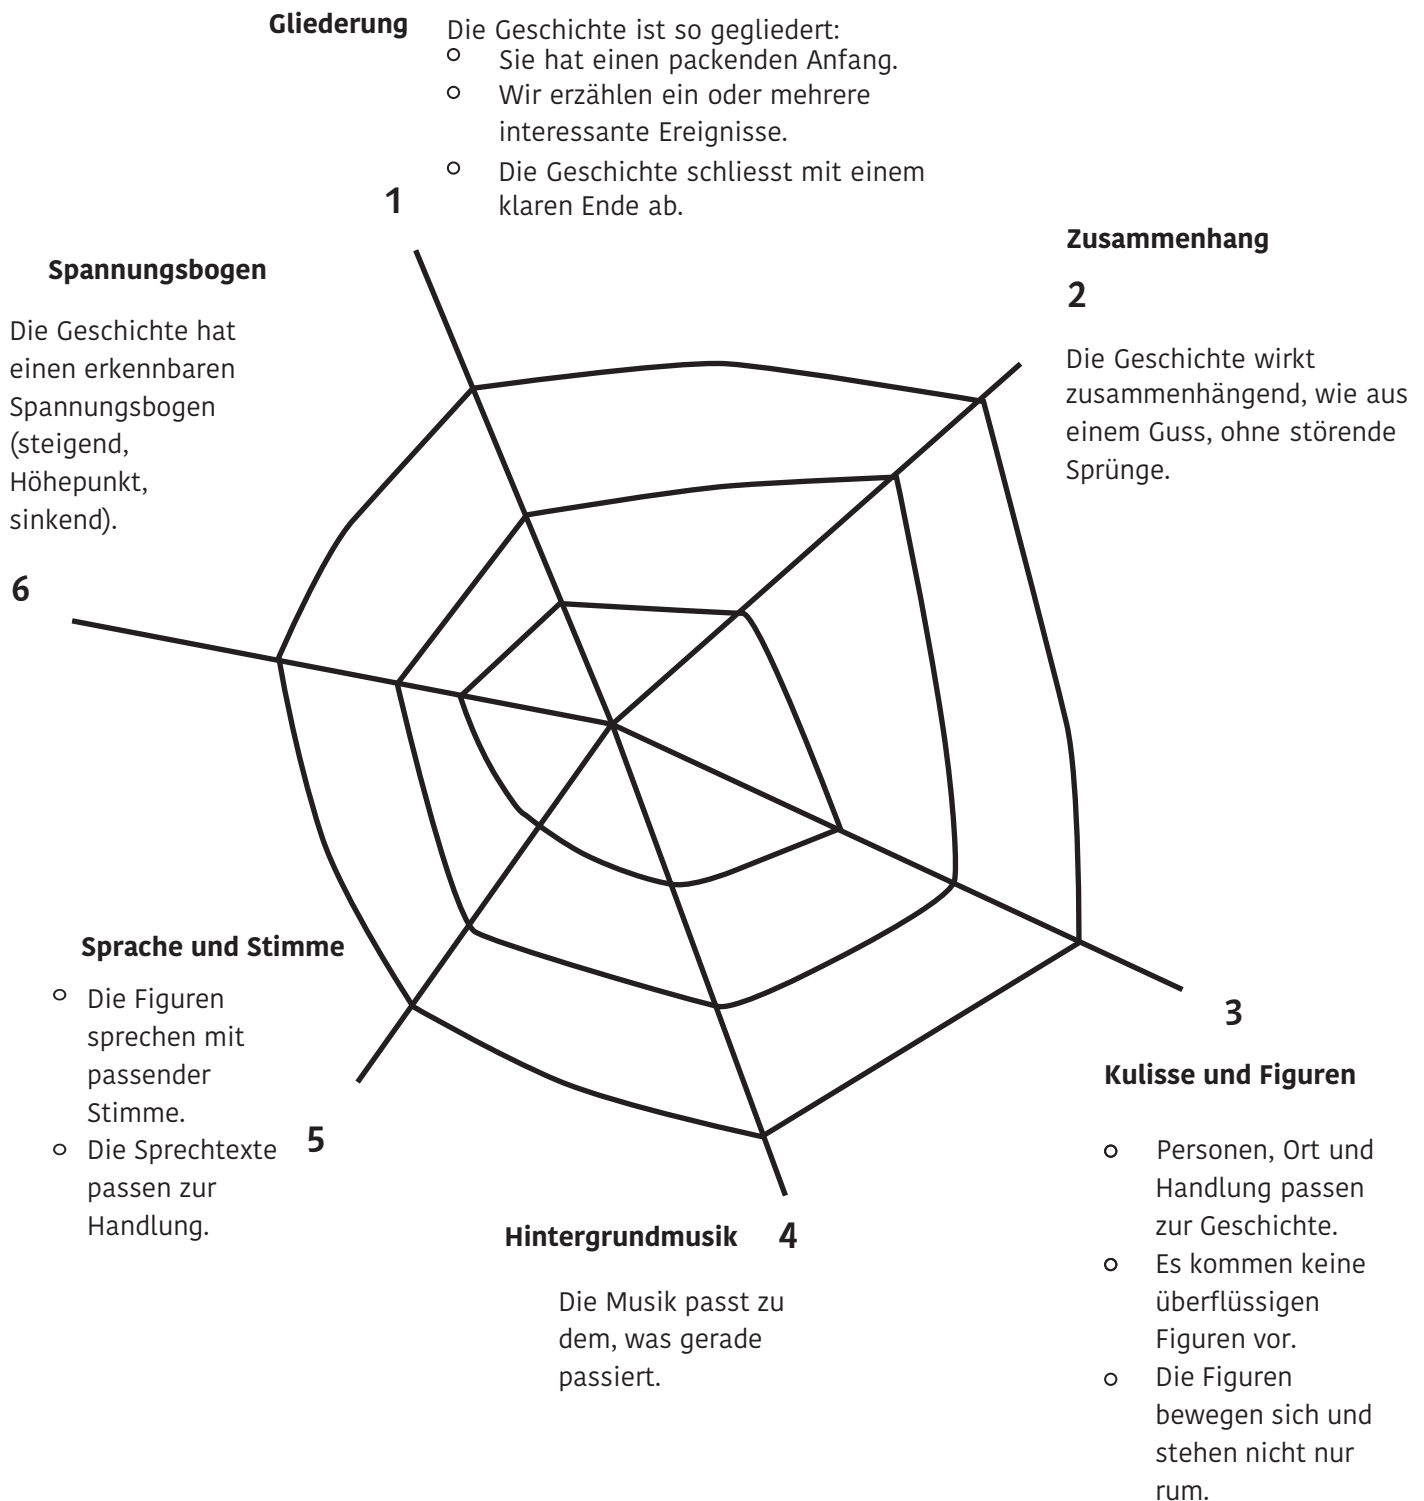 Gliederung
Die Geschichte ist so gegliedert:
Sie hat einen packenden Anfang.
Wir erzählen ein oder mehrere
interessante Ereignisse.
Die Geschichte schliesst mit einem
klaren Ende ab.
1
Zusammenhang
2
Die Geschichte wirkt
zusammenhängend, wie aus
einem Guss, ohne störende
Sprünge.
3
Kulisse und Figuren
Personen, Ort und
Handlung passen
zur Geschichte.
Es kommen keine
überflüssigen
Figuren vor.
Die Figuren
bewegen sich und
stehen nicht nur
rum.
Hintergrundmusik 4
Die Musik passt zu
dem, was gerade
passiert.
Sprache und Stimme
Die Figuren
sprechen mit
passender
Stimme.
Die Sprechtexte
passen zur
Handlung.
5
Spannungsbogen
Die Geschichte hat
einen erkennbaren
Spannungsbogen
(steigend,
Höhepunkt,
sinkend).
6